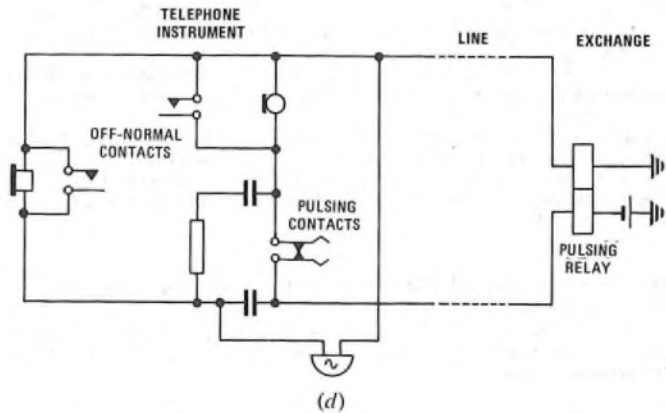 TELEPHONE
INSTRUMENT
LINE
EXCHANGE
OFF-NORMAL
CONTACTS
PULSING
CONTACTS
PULSING
RELAY
(d)